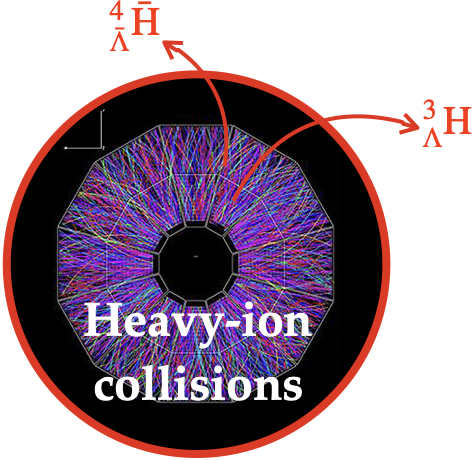 ⁴_Λ̄H̄
³_ΛH
Heavy-ion
collisions